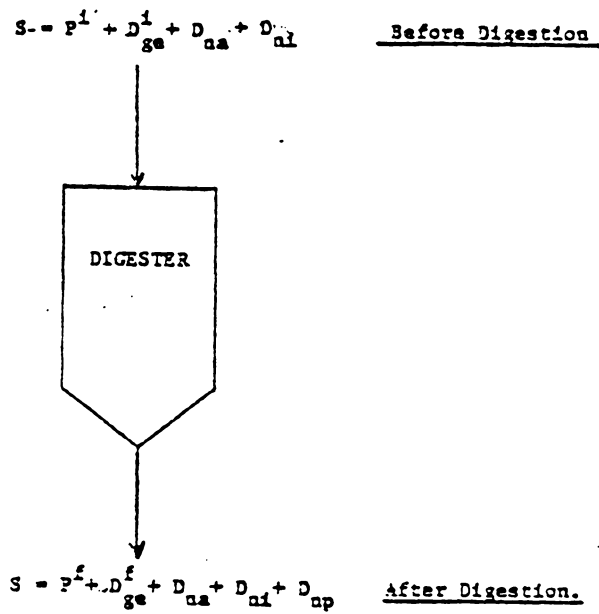 S = P^i + D^i_ge + D_na + D_ni Before Digestion
DIGESTER
S = P^f + D^f_ge + D_na + D_ni + D_np After Digestion.